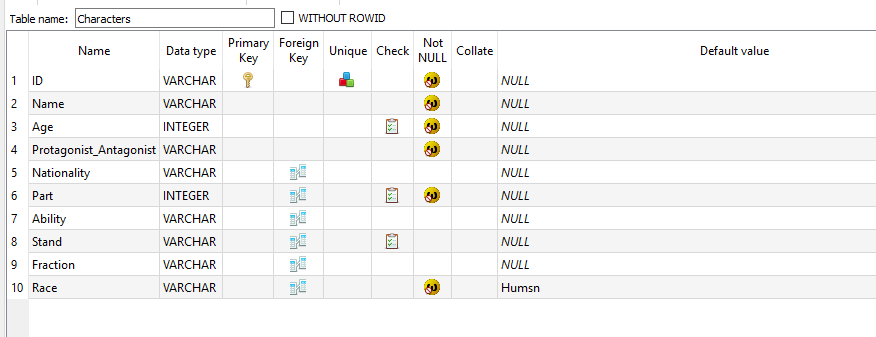 Table name: Characters WITHOUT ROWID
Name Data type Primary Key Foreign Key Unique Check Not NULL Collate Default value
1 ID VARCHAR NULL
2 Name VARCHAR NULL
3 Age INTEGER NULL
4 Protagonist_Antagonist VARCHAR NULL
5 Nationality VARCHAR NULL
6 Part INTEGER NULL
7 Ability VARCHAR NULL
8 Stand VARCHAR NULL
9 Fraction VARCHAR NULL
10 Race VARCHAR Humsn